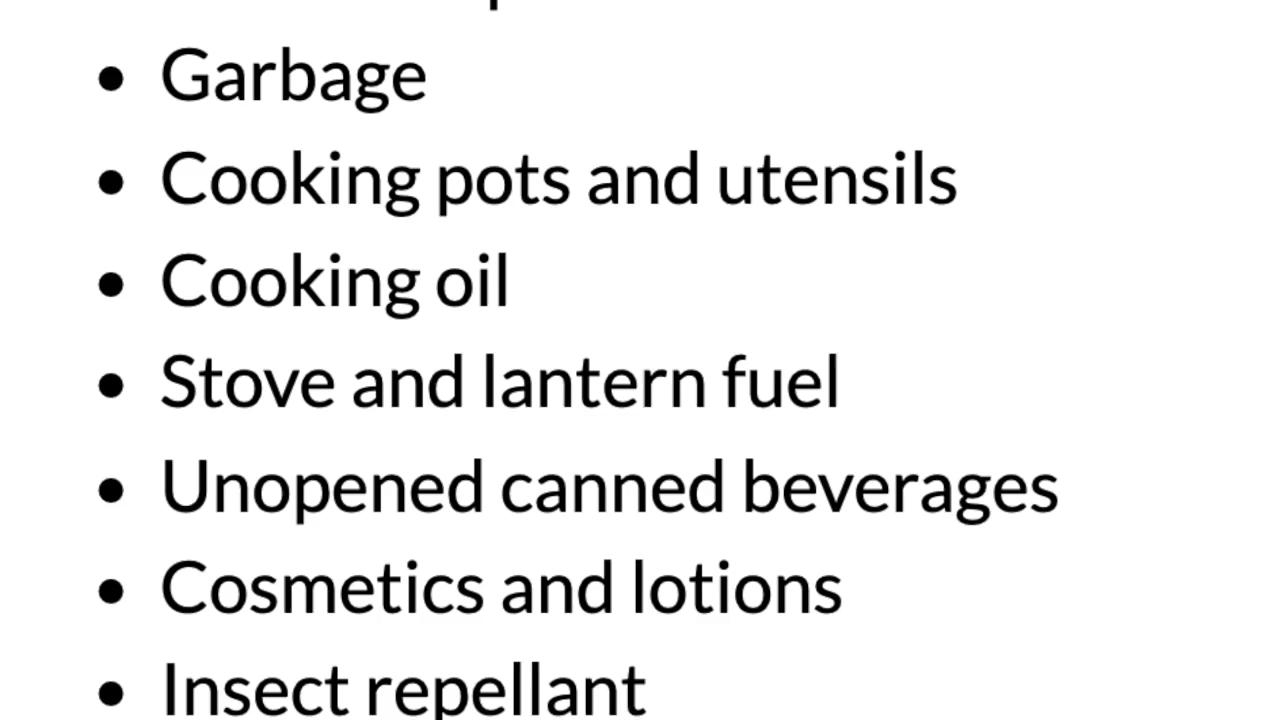 • Garbage
• Cooking pots and utensils
• Cooking oil
• Stove and lantern fuel
• Unopened canned beverages
• Cosmetics and lotions
• Insect repellant